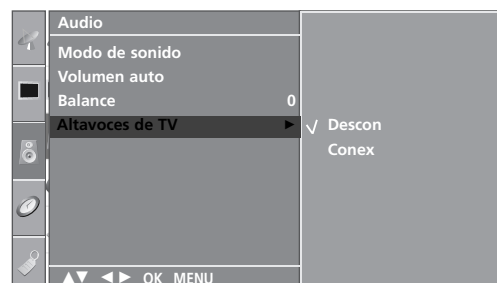 Audio
Modo de sonido
Volumen auto
Balance 0
Altavoces de TV ► √ Descon
Conex
▲▼ ◄► OK MENU